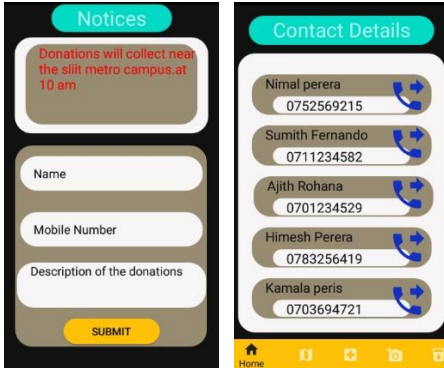 Notices
Donations will collect near
the sliit metro campus.at
10 am
Name
Mobile Number
Description of the donations
SUBMIT
Contact Details
Nimal perera
0752569215
Sumith Fernando
0711234582
Ajith Rohana
0701234529
Himesh Perera
0783256419
Kamala peris
0703694721
Home